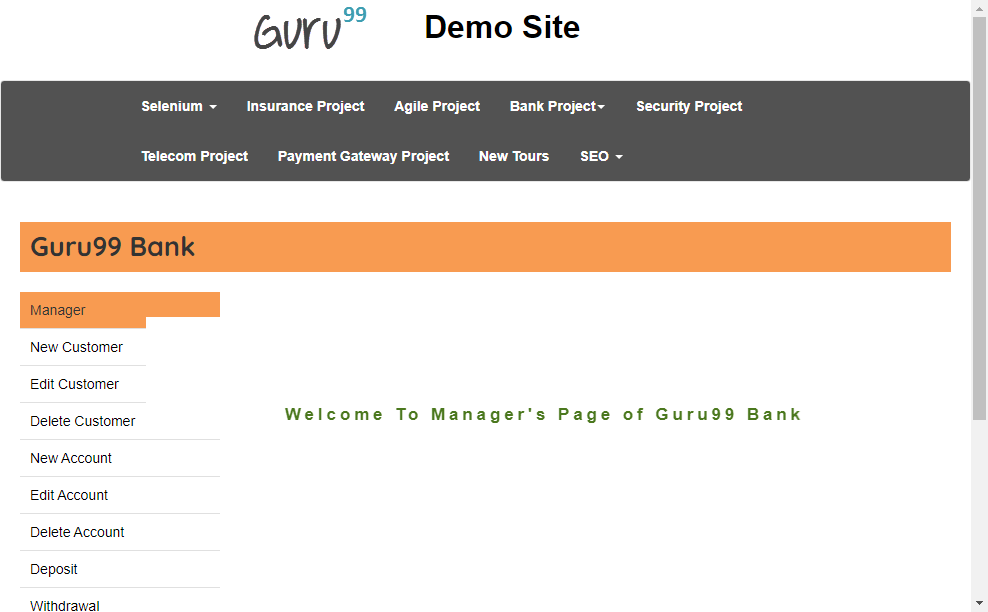 Guru99 Demo Site
Selenium Insurance Project Agile Project Bank Project Security Project
Telecom Project Payment Gateway Project New Tours SEO
Guru99 Bank
Manager
New Customer
Edit Customer
Delete Customer
New Account
Edit Account
Delete Account
Deposit
Withdrawal
Welcome To Manager's Page of Guru99 Bank